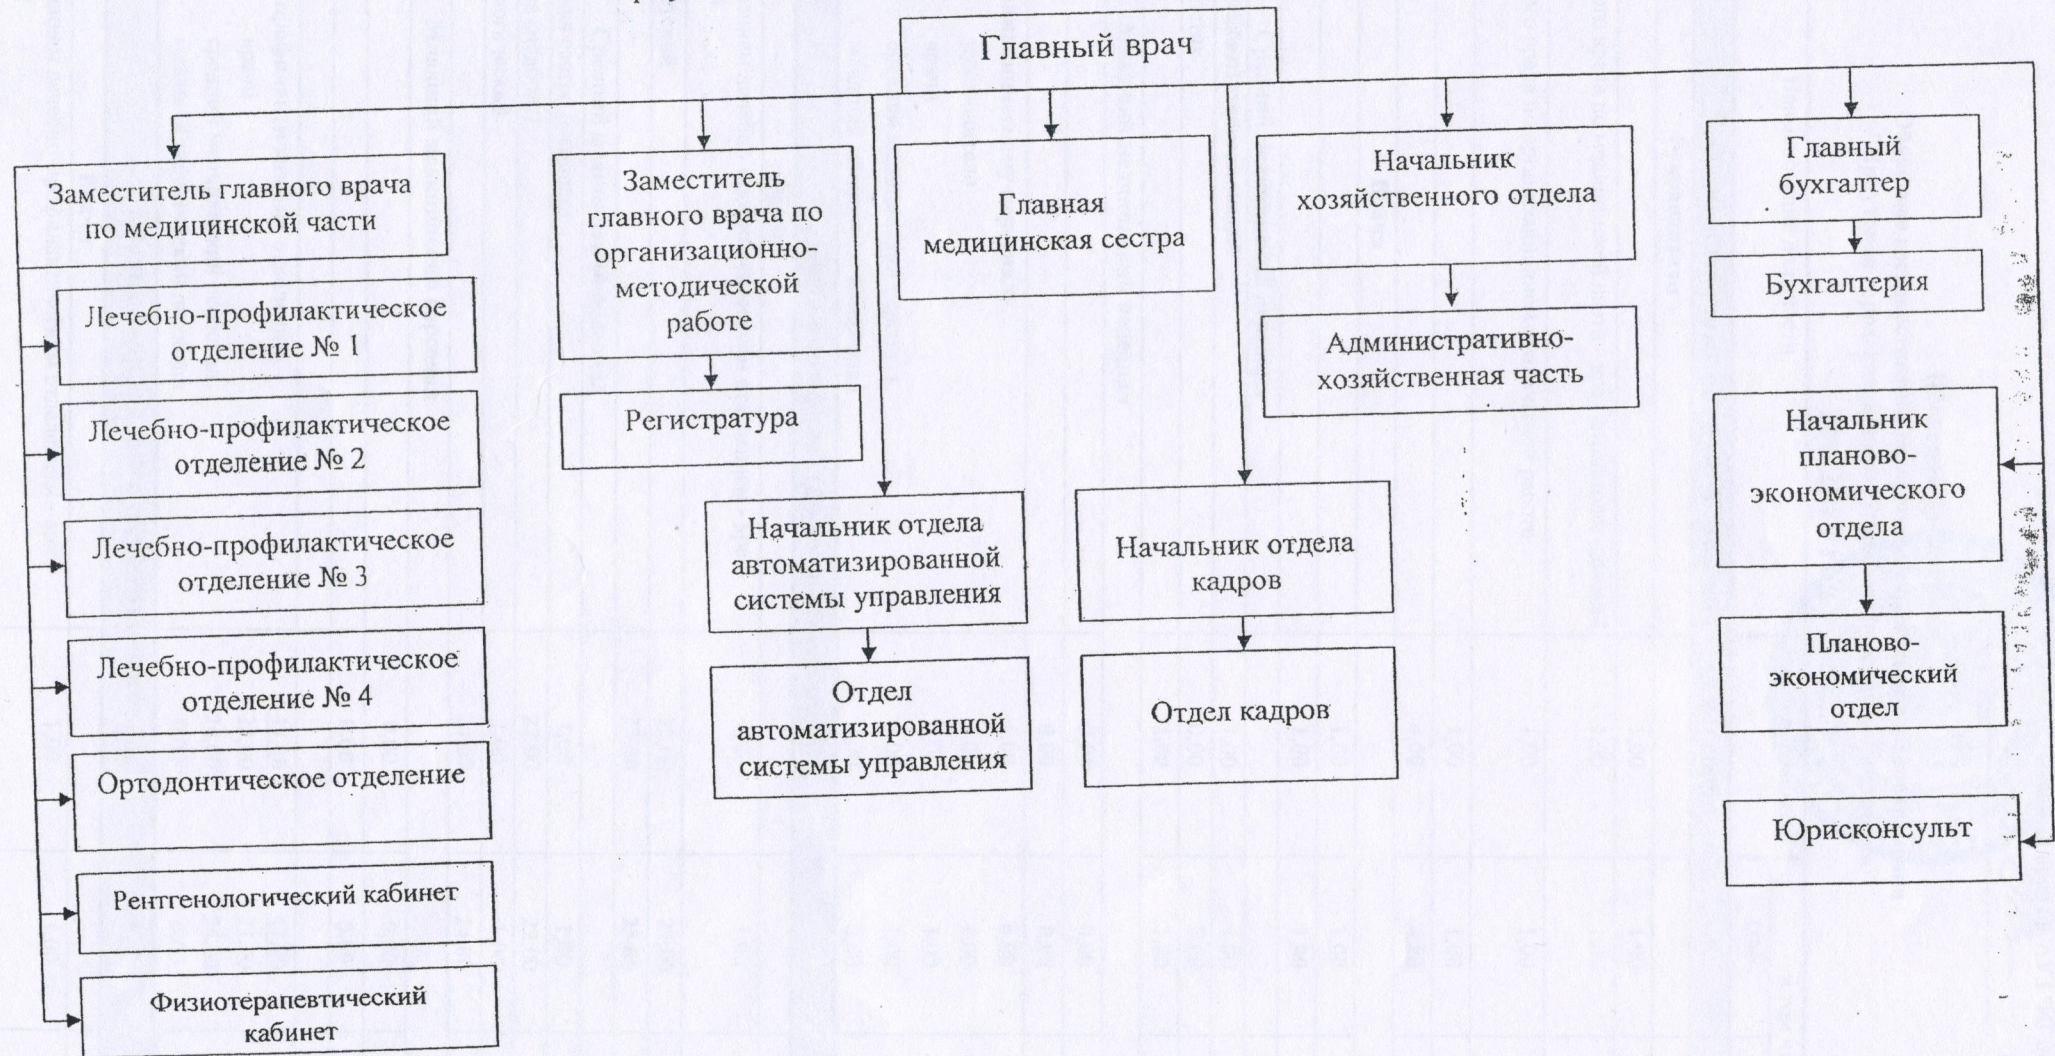 Главный врач
Заместитель главного врача
по медицинской части
Лечебно-профилактическое
отделение № 1
Лечебно-профилактическое
отделение № 2
Лечебно-профилактическое
отделение № 3
Лечебно-профилактическое
отделение № 4
Ортодонтическое отделение
Рентгенологический кабинет
Физиотерапевтический
кабинет
Заместитель
главного врача по
организационно-
методической
работе
Регистратура
Начальник отдела
автоматизированной
системы управления
Отдел
автоматизированной
системы управления
Главная
медицинская сестра
Начальник отдела
кадров
Отдел кадров
Начальник
хозяйственного отдела
Административно-
хозяйственная часть
Главный
бухгалтер
Бухгалтерия
Начальник
планово-
экономического
отдела
Планово-
экономический
отдел
Юрисконсульт